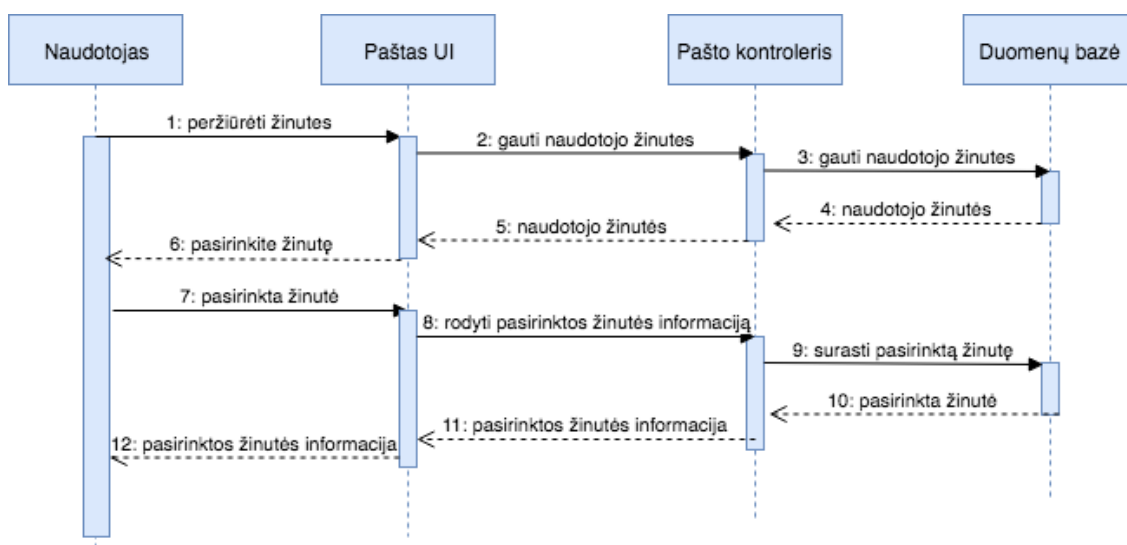 Naudotojas
Paštas UI
Pašto kontroleris
Duomenų bazė
1: peržiūrėti žinutes
2: gauti naudotojo žinutes
3: gauti naudotojo žinutes
4: naudotojo žinutės
5: naudotojo žinutės
6: pasirinkite žinutę
7: pasirinkta žinutė
8: rodyti pasirinktos žinutės informaciją
9: surasti pasirinktą žinutę
10: pasirinkta žinutė
11: pasirinktos žinutės informacija
12: pasirinktos žinutės informacija